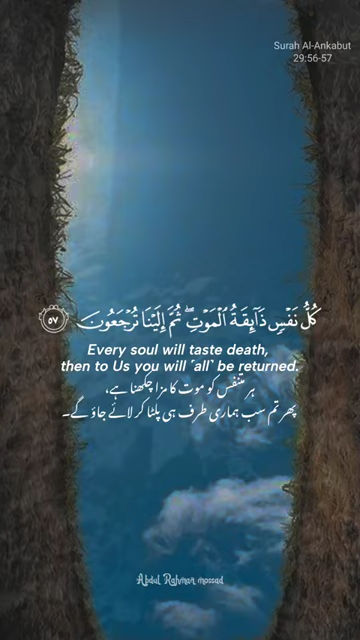 Surah Al-Ankabut
29:56-57
كُلُّ نَفْسٍ ذَآئِقَةُ ٱلْمَوْتِ ۖ ثُمَّ إِلَيْنَا تُرْجَعُونَ ٥٧
Every soul will taste death,
then to Us you will ˹all˺ be returned.
ہر متنفس کو موت کا مزا چکھنا ہے،
پھر تم سب ہماری طرف ہی پلٹا کر لائے جاؤ گے۔
Abdul Rahman mossad